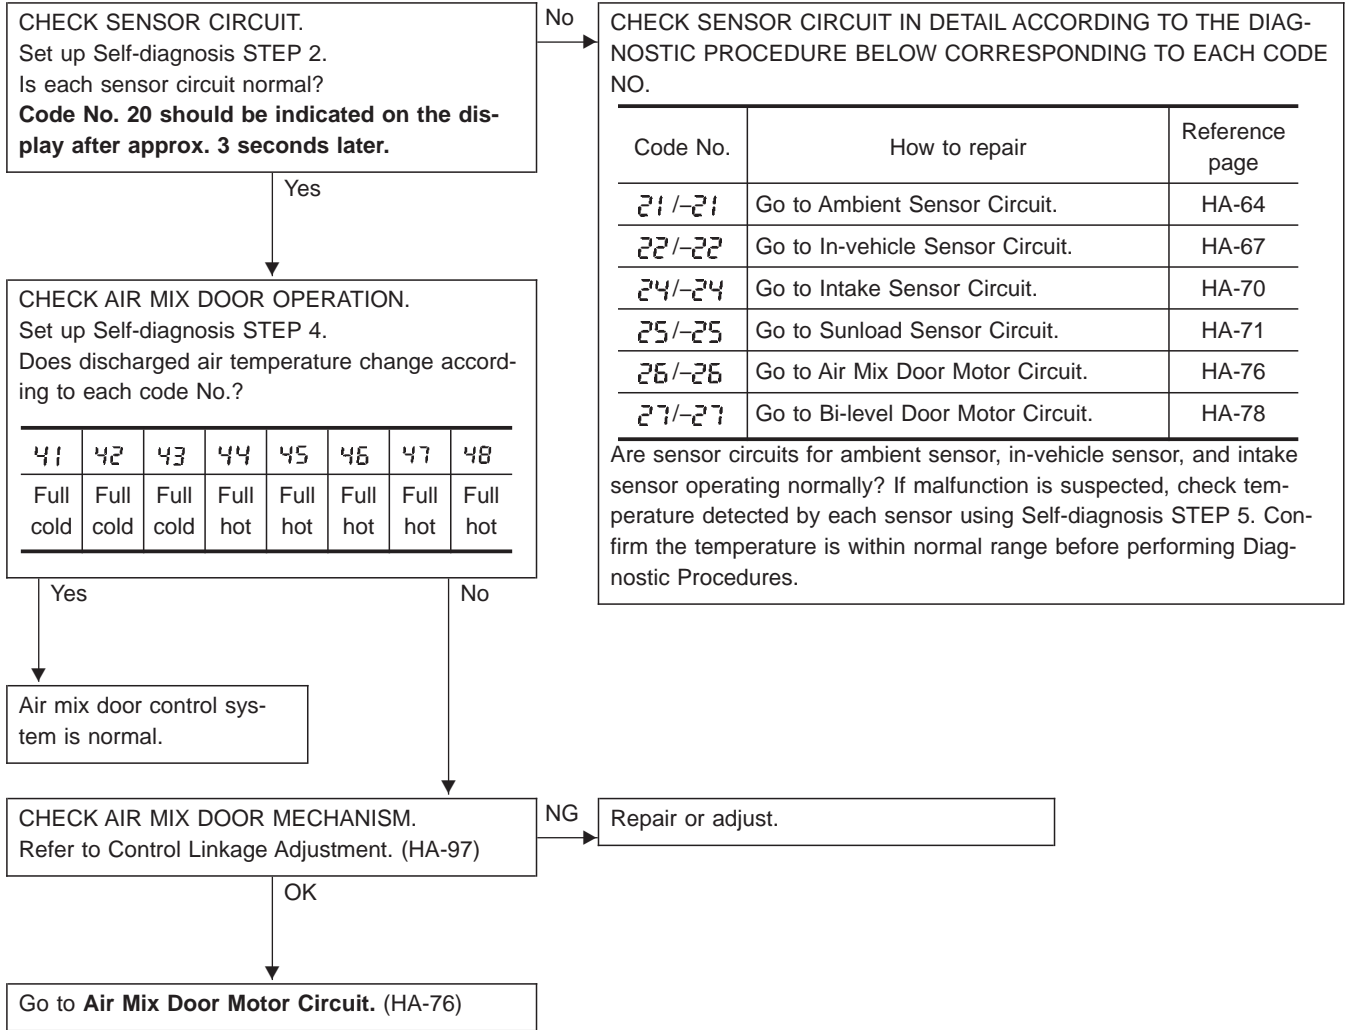 CHECK SENSOR CIRCUIT.
Set up Self-diagnosis STEP 2.
Is each sensor circuit normal?
Code No. 20 should be indicated on the dis-
play after approx. 3 seconds later.
No
CHECK SENSOR CIRCUIT IN DETAIL ACCORDING TO THE DIAG-
NOSTIC PROCEDURE BELOW CORRESPONDING TO EACH CODE
NO.
Code No. How to repair Reference
page
21/–21 Go to Ambient Sensor Circuit. HA-64
22/–22 Go to In-vehicle Sensor Circuit. HA-67
24/–24 Go to Intake Sensor Circuit. HA-70
25/–25 Go to Sunload Sensor Circuit. HA-71
26/–26 Go to Air Mix Door Motor Circuit. HA-76
27/–27 Go to Bi-level Door Motor Circuit. HA-78
Are sensor circuits for ambient sensor, in-vehicle sensor, and intake
sensor operating normally? If malfunction is suspected, check tem-
perature detected by each sensor using Self-diagnosis STEP 5. Con-
firm the temperature is within normal range before performing Diag-
nostic Procedures.
Yes
CHECK AIR MIX DOOR OPERATION.
Set up Self-diagnosis STEP 4.
Does discharged air temperature change accord-
ing to each code No.?
41 42 43 44 45 46 47 48
Full Full Full Full Full Full Full Full
cold cold cold hot hot hot hot hot
Yes
No
Air mix door control sys-
tem is normal.
CHECK AIR MIX DOOR MECHANISM.
Refer to Control Linkage Adjustment. (HA-97)
NG
Repair or adjust.
OK
Go to Air Mix Door Motor Circuit. (HA-76)